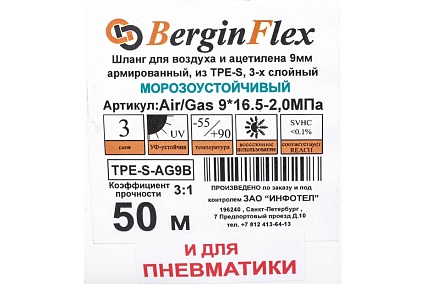 BerginFlex
Шланг для воздуха и ацетилена 9мм
армированный, из TPE-S, 3-х слойный
МОРОЗОУСТОЙЧИВЫЙ
Артикул:Air/Gas 9*16.5-2,0МПа
3
слоя
UV
УФ-устойчив
-55
/+90
температура
всесезонное
использование
SVHC
<0.1%
соответствует
REACH
TPE-S-AG9B
Коэффициент
прочности 3:1
50 м
ПРОИЗВЕДЕНО по заказу и под
контролем ЗАО "ИНФОТЕЛ"
196240 , Санкт-Петербург ,
7 Предпортовый проезд Д.10
тел. +7 812 413-64-13
И ДЛЯ
ПНЕВМАТИКИ